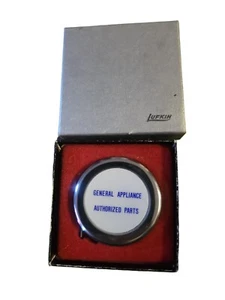 LUFKIN
GENERAL APPLIANCE
AUTHORIZED PARTS